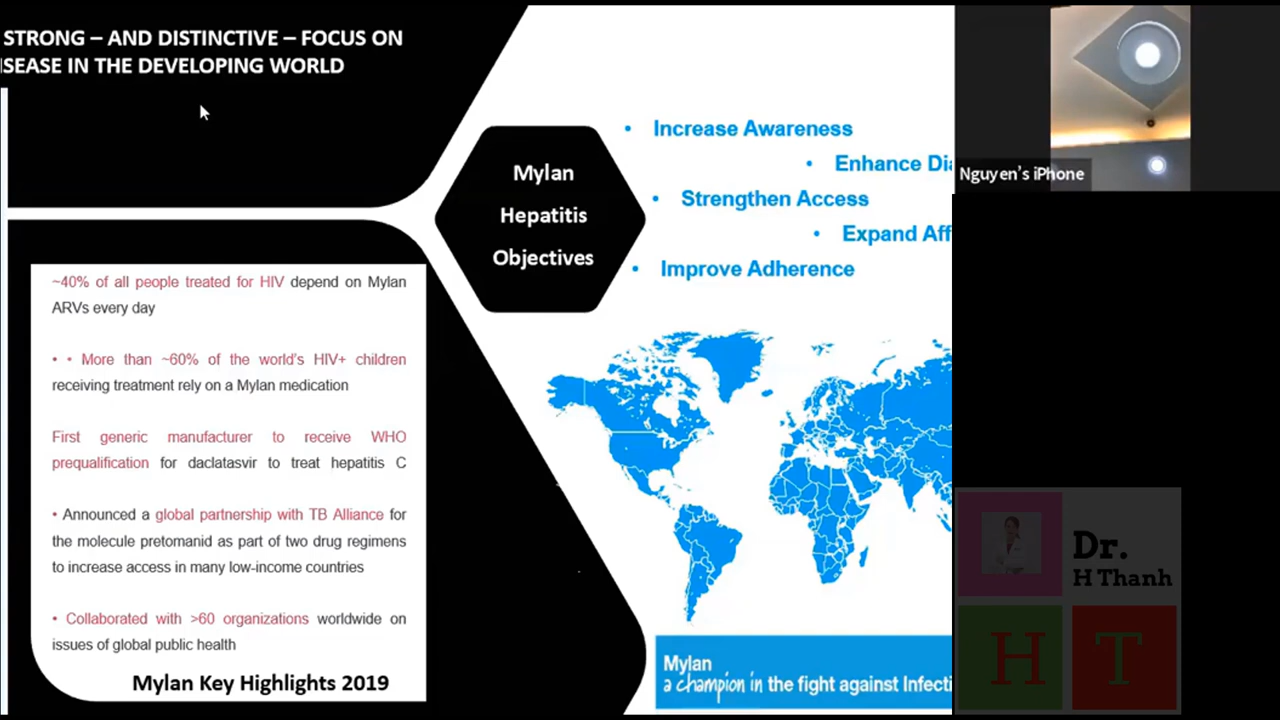 STRONG – AND DISTINCTIVE – FOCUS ON
ISEASE IN THE DEVELOPING WORLD
Mylan
Hepatitis
Objectives
• Increase Awareness
• Enhance Dia
• Strengthen Access
• Expand Aff
• Improve Adherence
~40% of all people treated for HIV depend on Mylan
ARVs every day
• • More than ~60% of the world's HIV+ children
receiving treatment rely on a Mylan medication
First generic manufacturer to receive WHO
prequalification for daclatasvir to treat hepatitis C
• Announced a global partnership with TB Alliance for
the molecule pretomanid as part of two drug regimens
to increase access in many low-income countries
• Collaborated with >60 organizations worldwide on
issues of global public health
Mylan Key Highlights 2019
Mylan
a champion in the fight against Infecti
Nguyen's iPhone
Dr.
H Thanh
H T